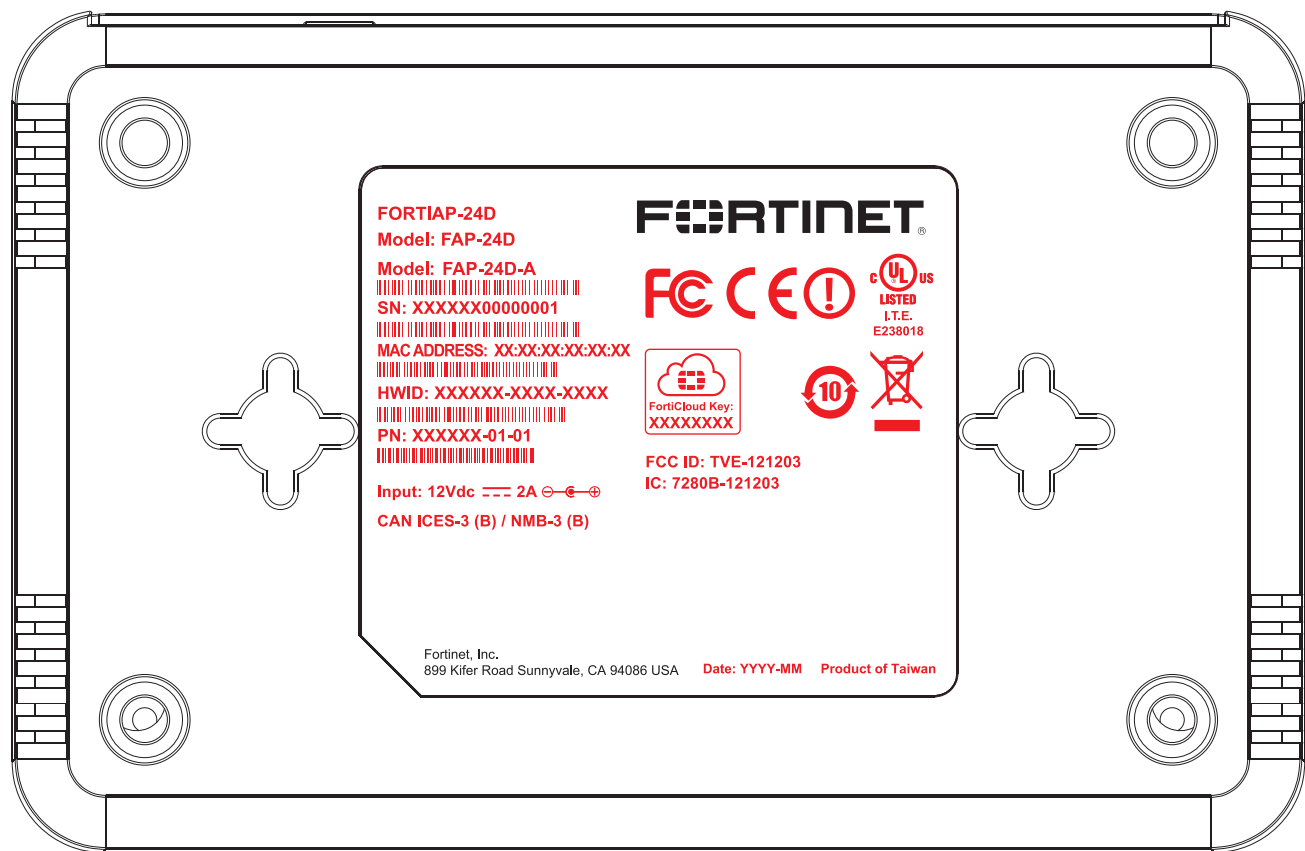 FORTIAP-24D
Model: FAP-24D
Model: FAP-24D-A
SN: XXXXXX00000001
MAC ADDRESS: XX:XX:XX:XX:XX:XX
HWID: XXXXXX-XXXX-XXXX
PN: XXXXXX-01-01
Input: 12Vdc 2A
CAN ICES-3 (B) / NMB-3 (B)
FORTINET®
FC CE
C UL® US
LISTED
I.T.E.
E238018
FortiCloud Key:
XXXXXXXX
10
FCC ID: TVE-121203
IC: 7280B-121203
Fortinet, Inc.
899 Kifer Road Sunnyvale, CA 94086 USA
Date: YYYY-MM Product of Taiwan